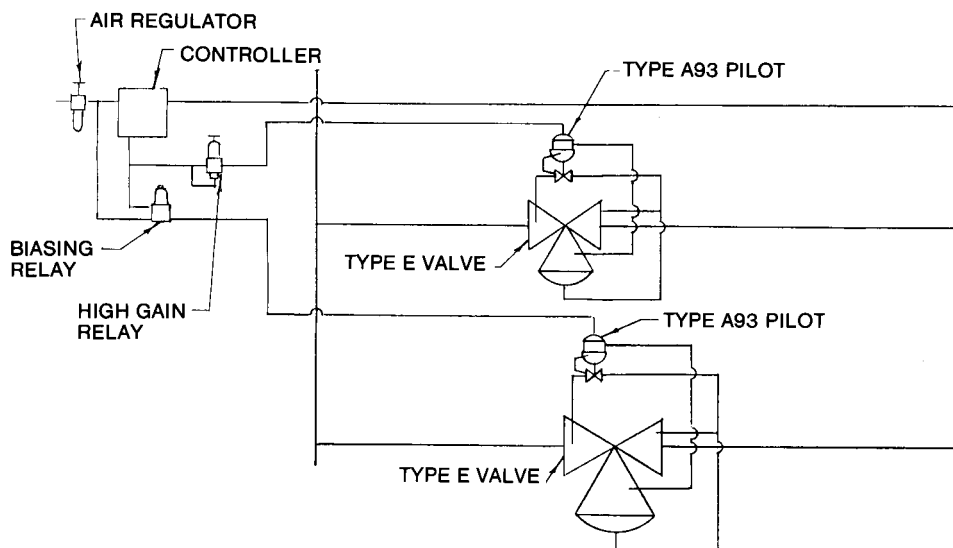 AIR REGULATOR
CONTROLLER
TYPE A93 PILOT
BIASING
RELAY
TYPE E VALVE
HIGH GAIN
RELAY
TYPE A93 PILOT
TYPE E VALVE